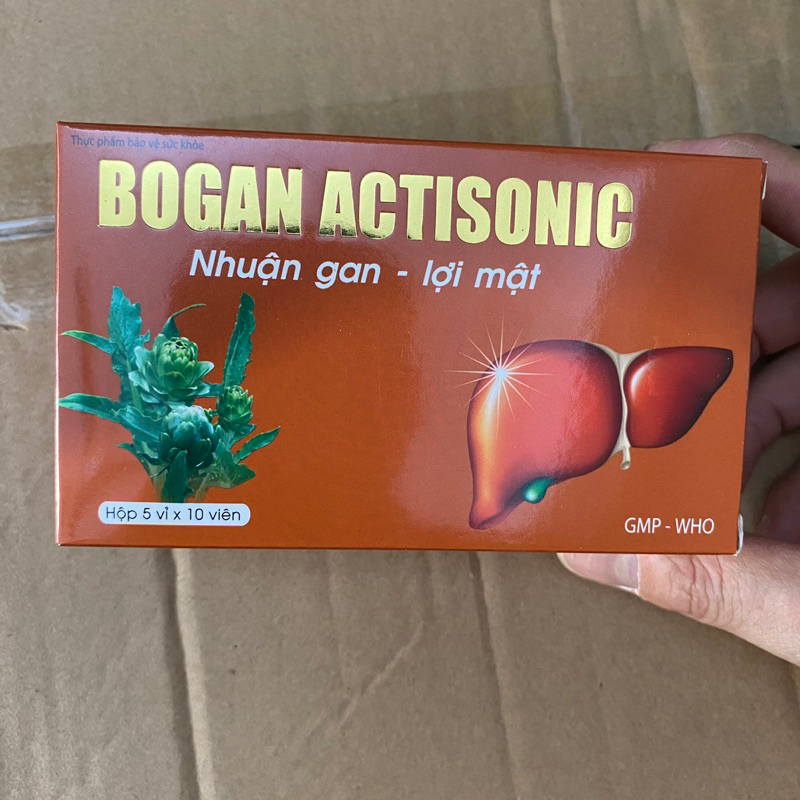 Thực phẩm bảo vệ sức khỏe
BOGAN ACTISONIC
Nhuận gan - lợi mật
Hộp 5 vỉ x 10 viên
GMP - WHO